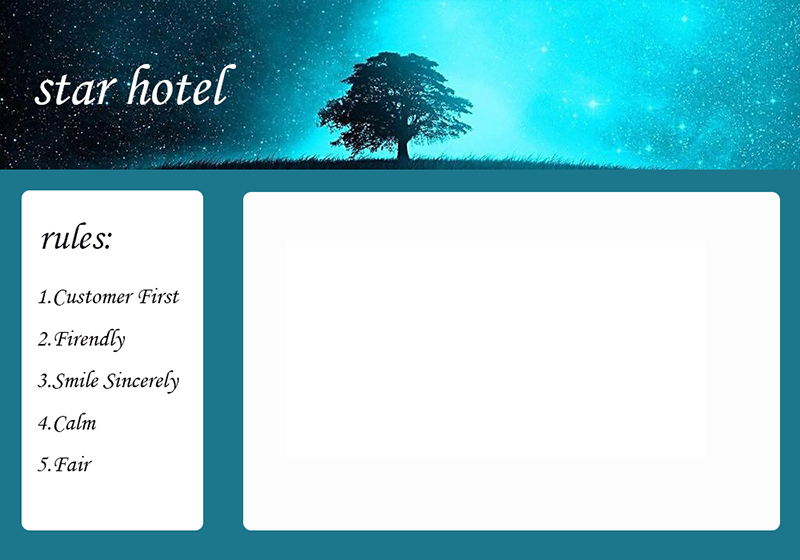 star hotel
rules:
1.Customer First
2.Firendly
3.Smile Sincerely
4.Calm
5.Fair